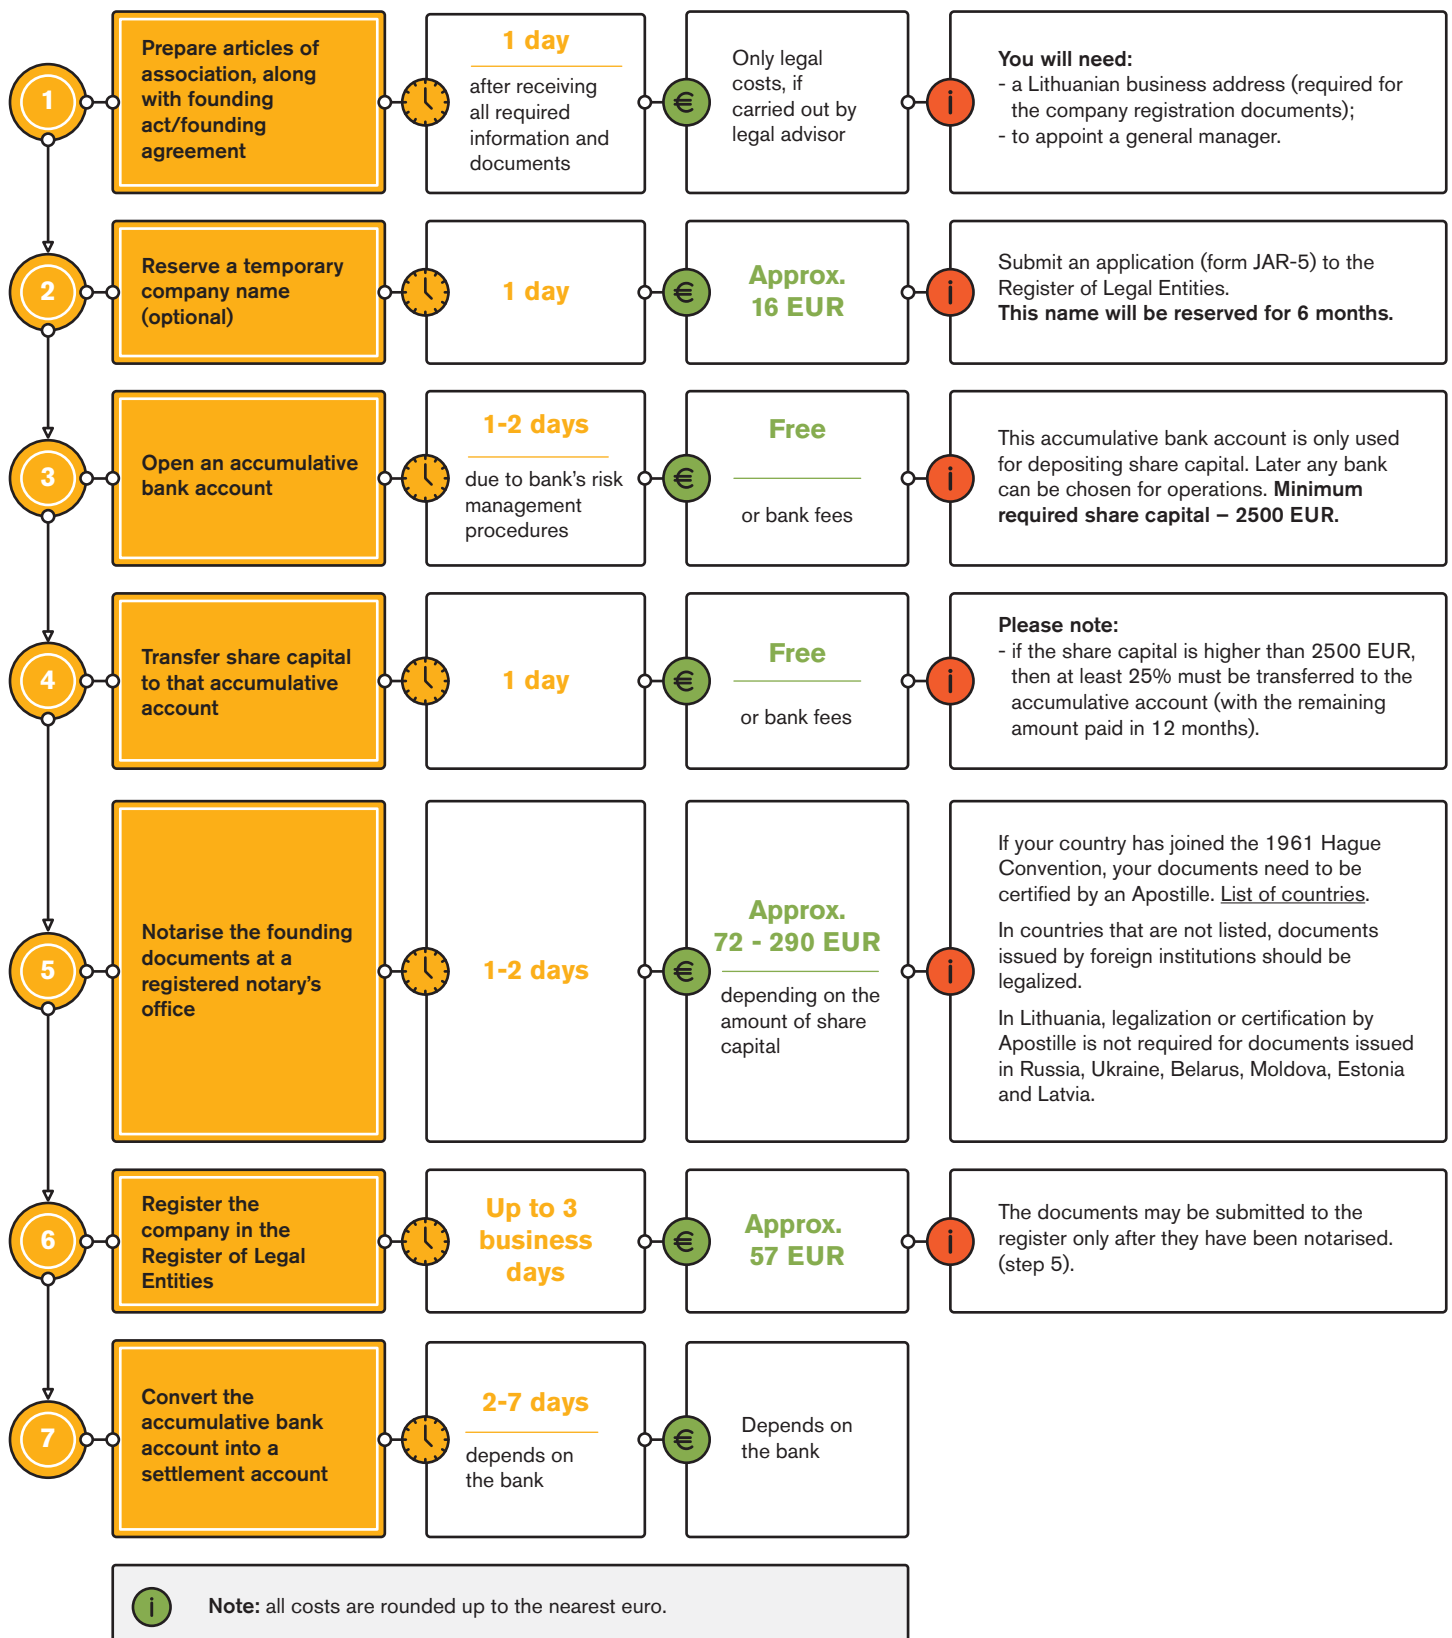 1
Prepare articles of
association, along
with founding
act/founding
agreement
1 day
after receiving
all required
information and
documents
€
Only legal
costs, if
carried out by
legal advisor
i
You will need:
- a Lithuanian business address (required for
the company registration documents);
- to appoint a general manager.
2
Reserve a temporary
company name
(optional)
1 day
€
Approx.
16 EUR
i
Submit an application (form JAR-5) to the
Register of Legal Entities.
This name will be reserved for 6 months.
3
Open an accumulative
bank account
1-2 days
due to bank's risk
management
procedures
€
Free
or bank fees
i
This accumulative bank account is only used
for depositing share capital. Later any bank
can be chosen for operations. Minimum
required share capital – 2500 EUR.
4
Transfer share capital
to that accumulative
account
1 day
€
Free
or bank fees
i
Please note:
- if the share capital is higher than 2500 EUR,
then at least 25% must be transferred to the
accumulative account (with the remaining
amount paid in 12 months).
5
Notarise the founding
documents at a
registered notary's
office
1-2 days
€
Approx.
72 - 290 EUR
depending on the
amount of share
capital
i
If your country has joined the 1961 Hague
Convention, your documents need to be
certified by an Apostille. List of countries.
In countries that are not listed, documents
issued by foreign institutions should be
legalized.
In Lithuania, legalization or certification by
Apostille is not required for documents issued
in Russia, Ukraine, Belarus, Moldova, Estonia
and Latvia.
6
Register the
company in the
Register of Legal
Entities
Up to 3
business
days
€
Approx.
57 EUR
i
The documents may be submitted to the
register only after they have been notarised.
(step 5).
7
Convert the
accumulative bank
account into a
settlement account
2-7 days
depends on
the bank
€
Depends on
the bank
i
Note: all costs are rounded up to the nearest euro.